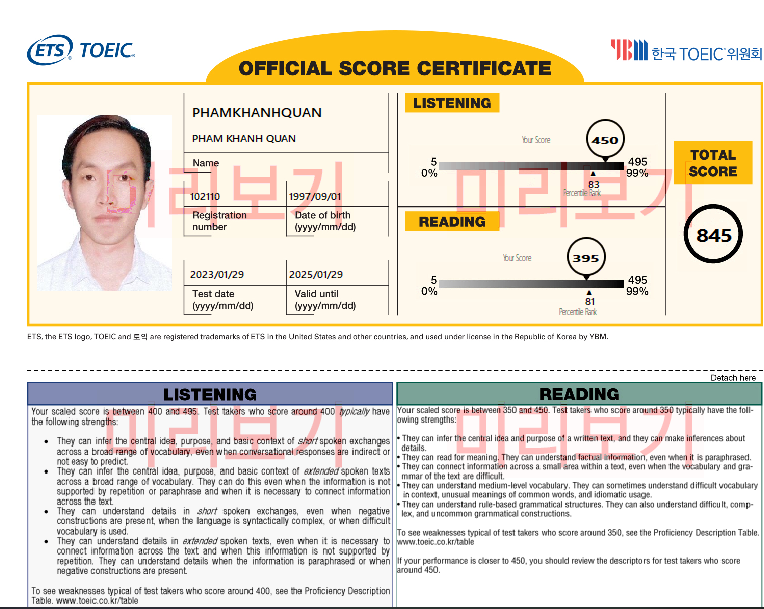 ETS TOEIC
YBM 한국TOEIC위원회
OFFICIAL SCORE CERTIFICATE
PHAMKHANHQUAN
PHAM KHANH QUAN
Name
102110
1997/09/01
Registration number
Date of birth (yyyy/mm/dd)
2023/01/29
2025/01/29
Test date (yyyy/mm/dd)
Valid until (yyyy/mm/dd)
LISTENING
Your Score
450
5
495
0%
99%
83
Percentile Rank
READING
Your Score
395
5
495
0%
99%
81
Percentile Rank
TOTAL SCORE
845
미리보기
미리보기
ETS, the ETS logo, TOEIC and 토익 are registered trademarks of ETS in the United States and other countries, and used under license in the Republic of Korea by YBM.
Detach here
LISTENING
Your scaled score is between 400 and 495. Test takers who score around 400 typically have
the following strengths:
• They can infer the central idea, purpose, and basic context of short spoken exchanges
across a broad range of vocabulary, even when conversational responses are indirect or
not easy to predict.
• They can infer the central idea, purpose, and basic context of extended spoken texts
across a broad range of vocabulary. They can do this even when the information is not
supported by repetition or paraphrase and when it is necessary to connect information
across the text.
• They can understand details in short spoken exchanges, even when negative
constructions are present, when the language is syntactically complex, or when difficult
vocabulary is used.
• They can understand details in extended spoken texts, even when it is necessary to
connect information across the text and when this information is not supported by
repetition. They can understand details when the information is paraphrased or when
negative constructions are present.
To see weaknesses typical of test takers who score around 400, see the Proficiency Description
Table. www.toeic.co.kr/table
READING
Your scaled score is between 350 and 450. Test takers who score around 350 typically have the foll-
owing strengths:
• They can infer the central idea and purpose of a written text, and they can make inferences about
details.
• They can read for meaning. They can understand factual information, even when it is paraphrased.
• They can connect information across a small area within a text, even when the vocabulary and gra-
mmar of the text are difficult.
• They can understand medium-level vocabulary. They can sometimes understand difficult vocabulary
in context, unusual meanings of common words, and idiomatic usage.
• They can understand rule-based grammatical structures. They can also understand difficult, comp-
lex, and uncommon grammatical constructions.
To see weaknesses typical of test takers who score around 350, see the Proficiency Description Table.
www.toeic.co.kr/table
If your performance is closer to 450, you should review the descriptors for test takers who score
around 450.
미리보기
미리보기